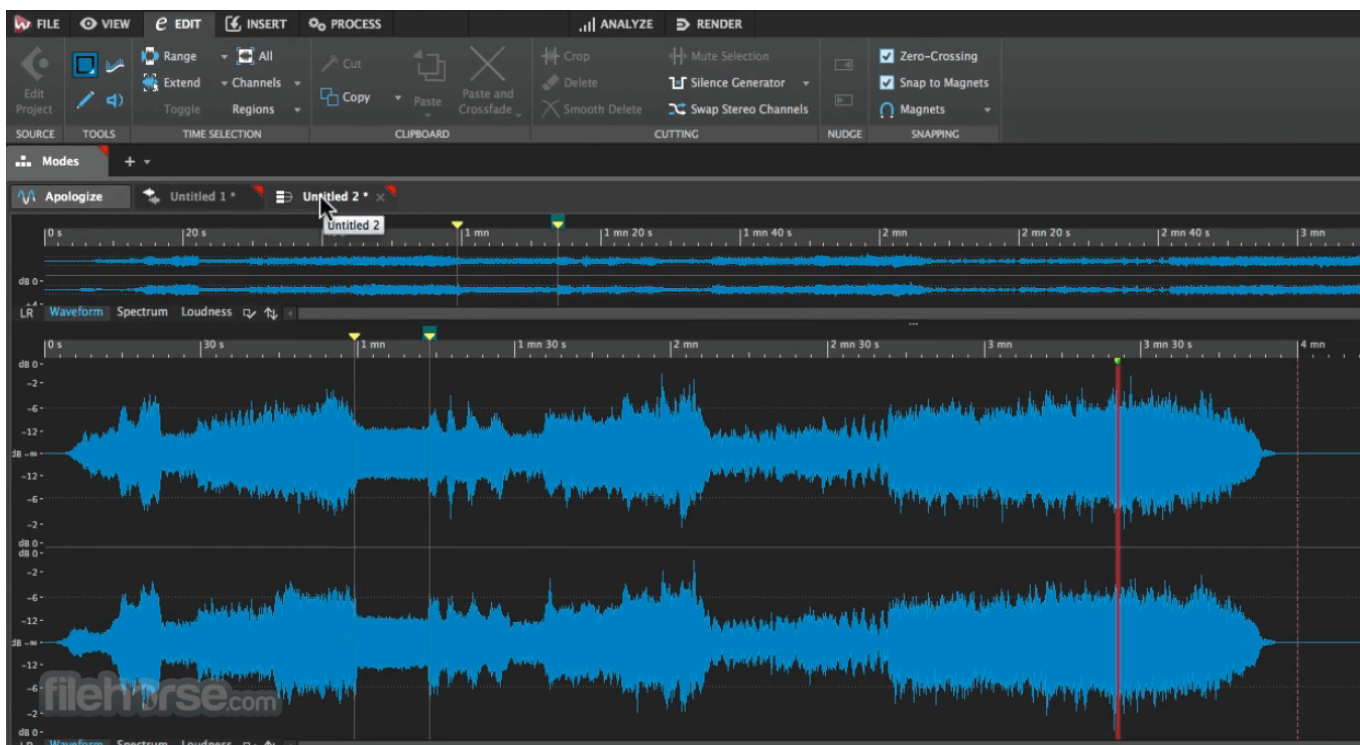 FILE VIEW EDIT INSERT PROCESS ANALYZE RENDER
Range All Crop Mute Selection Zero-Crossing
Cut
Edit Project Extend Channels Copy Paste Paste and Crossfade Delete Silence Generator Snap to Magnets
Toggle Regions Smooth Delete Swap Stereo Channels Magnets
SOURCE TOOLS TIME SELECTION CLIPBOARD CUTTING NUDGE SNAPPING
Modes +
Apologize Untitled 1 * Untitled 2 * ×
Untitled 2
0 s 20 s 1 mn 1 mn 20 s 1 mn 40 s 2 mn 2 mn 20 s 2 mn 40 s 3 mn
dB 0
LR Waveform Spectrum Loudness
0 s 30 s 1 mn 1 mn 30 s 2 mn 2 mn 30 s 3 mn 3 mn 30 s 4 mn
dB 0
-2
-6
-12
dB -∞
-12
-6
-2
dB 0
dB 0
-2
-6
-12
dB -∞
-12
-6
filehorse.com
-2
dB 0
LR Waveform Spectrum Loudness